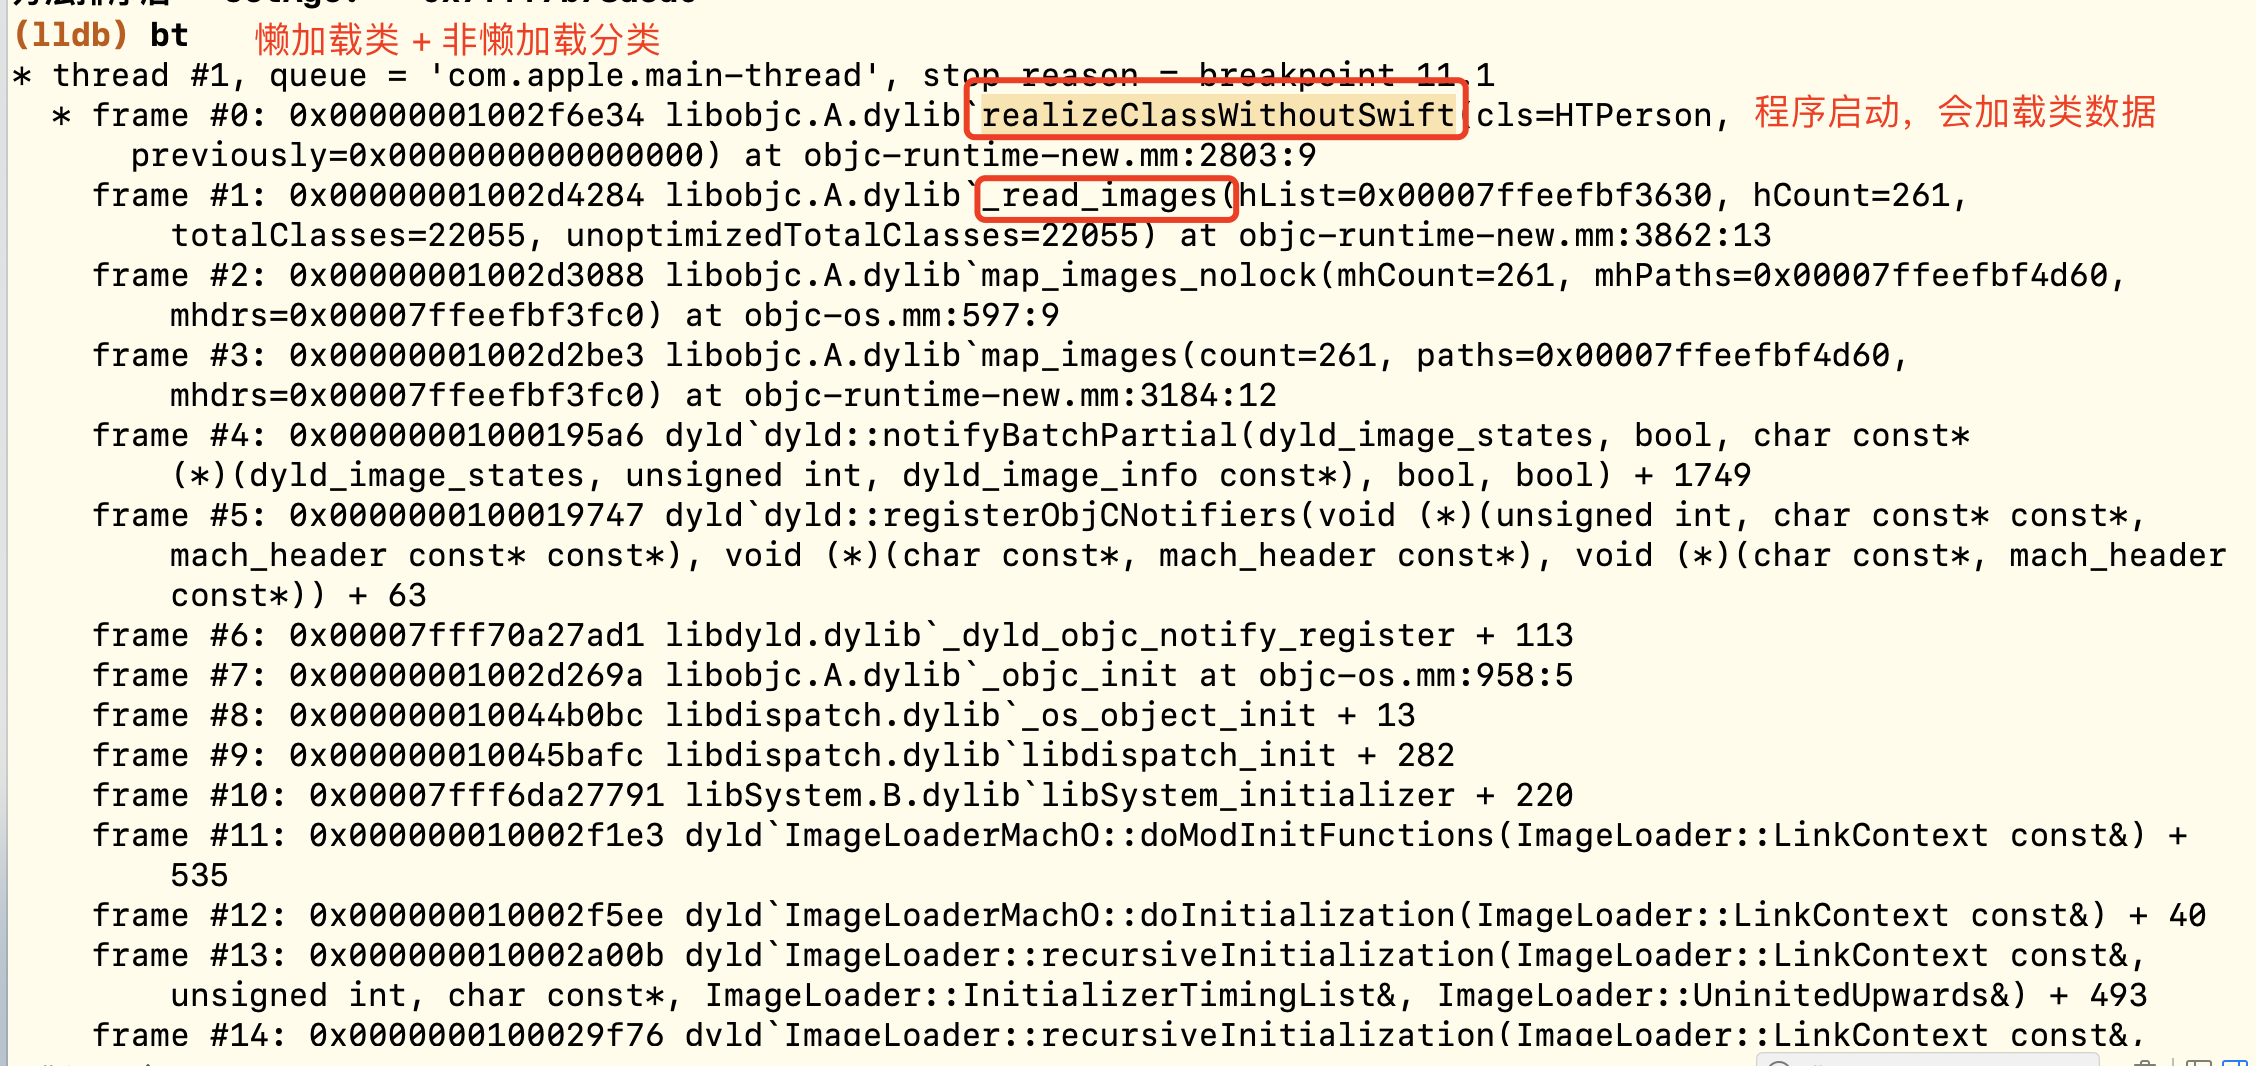 (lldb) bt 懒加载类 + 非懒加载分类
* thread #1, queue = 'com.apple.main-thread', stop reason = breakpoint 11.1
* frame #0: 0x00000001002f6e34 libobjc.A.dylib`realizeClassWithoutSwift(cls=HTPerson, 程序启动，会加载类数据
previously=0x0000000000000000) at objc-runtime-new.mm:2803:9
frame #1: 0x00000001002d4284 libobjc.A.dylib`_read_images(hList=0x00007ffeefbf3630, hCount=261,
totalClasses=22055, unoptimizedTotalClasses=22055) at objc-runtime-new.mm:3862:13
frame #2: 0x00000001002d3088 libobjc.A.dylib`map_images_nolock(mhCount=261, mhPaths=0x00007ffeefbf4d60,
mhdrs=0x00007ffeefbf3fc0) at objc-os.mm:597:9
frame #3: 0x00000001002d2be3 libobjc.A.dylib`map_images(count=261, paths=0x00007ffeefbf4d60,
mhdrs=0x00007ffeefbf3fc0) at objc-runtime-new.mm:3184:12
frame #4: 0x00000001000195a6 dyld`dyld::notifyBatchPartial(dyld_image_states, bool, char const*
(*)(dyld_image_states, unsigned int, dyld_image_info const*), bool, bool) + 1749
frame #5: 0x0000000100019747 dyld`dyld::registerObjCNotifiers(void (*)(unsigned int, char const* const*,
mach_header const* const*), void (*)(char const*, mach_header const*), void (*)(char const*, mach_header
const*)) + 63
frame #6: 0x00007fff70a27ad1 libdyld.dylib`_dyld_objc_notify_register + 113
frame #7: 0x00000001002d269a libobjc.A.dylib`_objc_init at objc-os.mm:958:5
frame #8: 0x000000010044b0bc libdispatch.dylib`_os_object_init + 13
frame #9: 0x000000010045bafc libdispatch.dylib`libdispatch_init + 282
frame #10: 0x00007fff6da27791 libSystem.B.dylib`libSystem_initializer + 220
frame #11: 0x000000010002f1e3 dyld`ImageLoaderMachO::doModInitFunctions(ImageLoader::LinkContext const&) +
535
frame #12: 0x000000010002f5ee dyld`ImageLoaderMachO::doInitialization(ImageLoader::LinkContext const&) + 40
frame #13: 0x000000010002a00b dyld`ImageLoader::recursiveInitialization(ImageLoader::LinkContext const&,
unsigned int, char const*, ImageLoader::InitializerTimingList&, ImageLoader::UninitedUpwards&) + 493
frame #14: 0x0000000100029f76 dyld`ImageLoader::recursiveInitialization(ImageLoader::LinkContext const&,